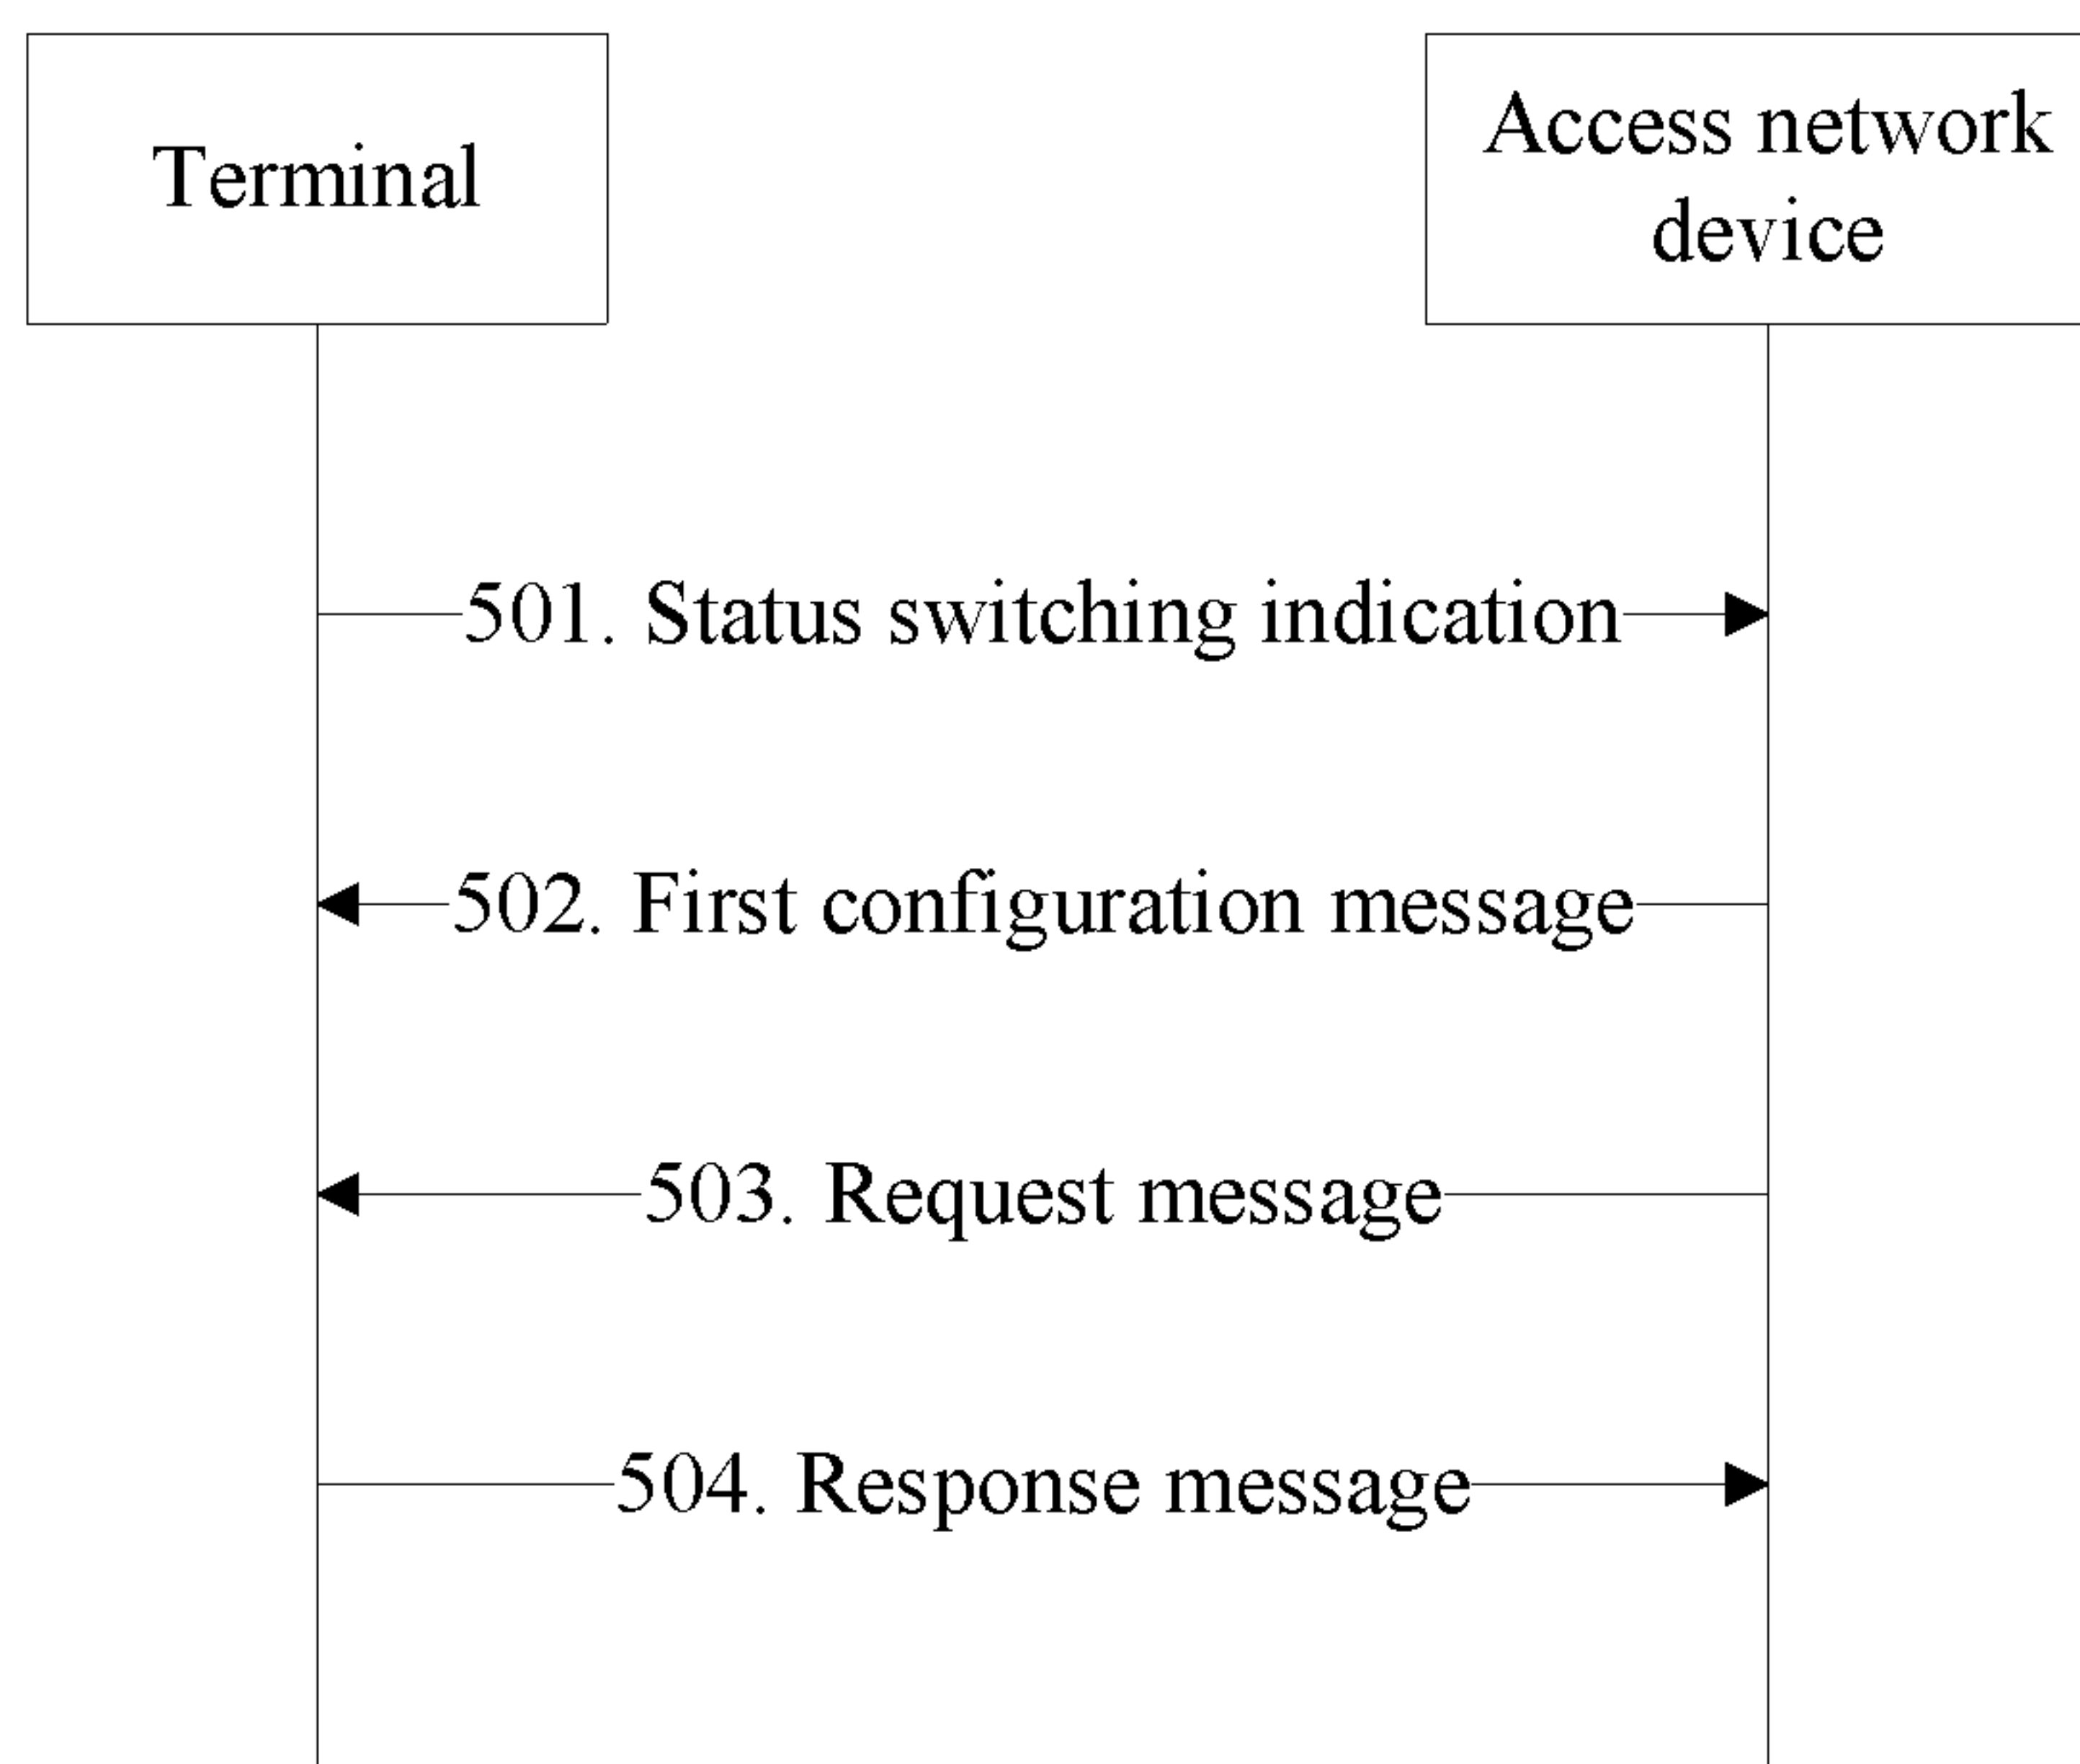 Terminal
Access network
device
501. Status switching indication
502. First configuration message
503. Request message
504. Response message